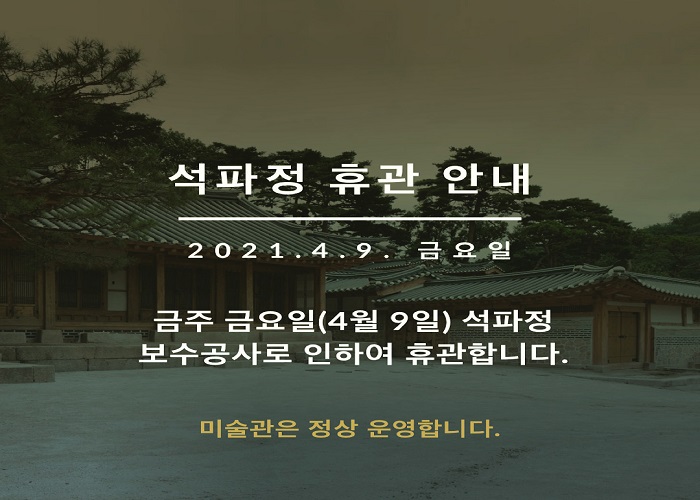 석파정 휴관 안내
2021.4.9. 금요일
금주 금요일(4월 9일) 석파정
보수공사로 인하여 휴관합니다.
미술관은 정상 운영합니다.